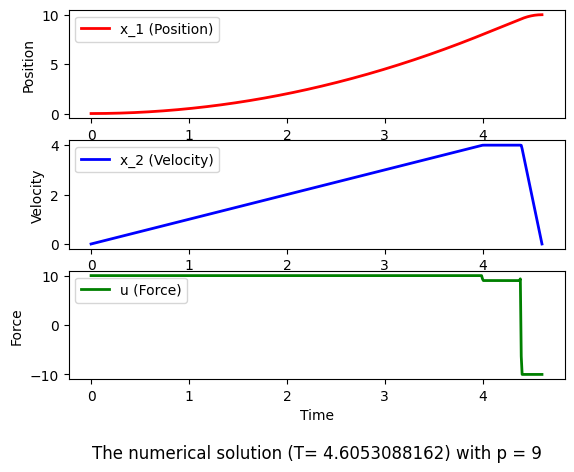 10
5
0
Position
x_1 (Position)
0 1 2 3 4
4
2
0
Velocity
x_2 (Velocity)
0 1 2 3 4
10
0
−10
Force
u (Force)
0 1 2 3 4
Time
The numerical solution (T= 4.6053088162) with p = 9